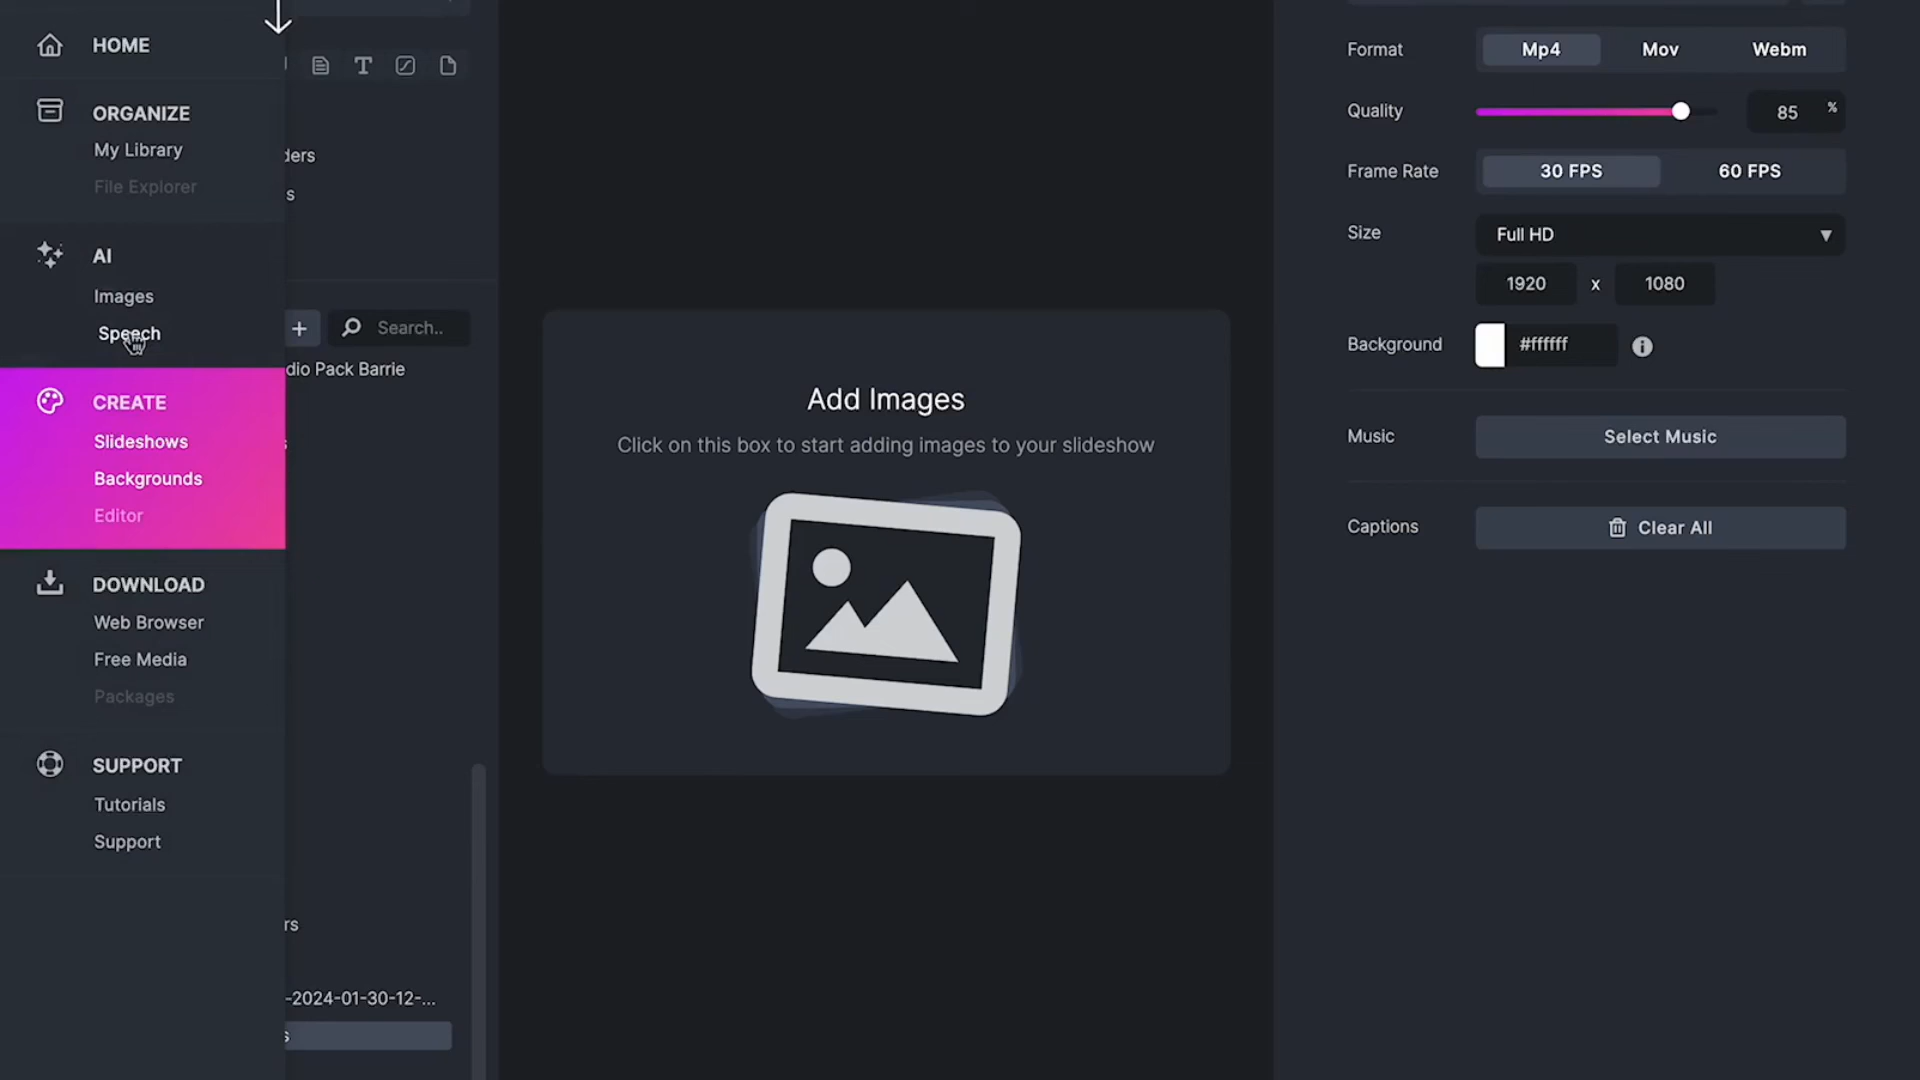 HOME
ORGANIZE
My Library
File Explorer
AI
Images
Speech
CREATE
Slideshows
Backgrounds
Editor
DOWNLOAD
Web Browser
Free Media
Packages
SUPPORT
Tutorials
Support
ders
s
+
Search..
dio Pack Barrie
s
rs
-2024-01-30-12-...
s
Add Images
Click on this box to start adding images to your slideshow
Format Mp4 Mov Webm
Quality 85 %
Frame Rate 30 FPS 60 FPS
Size Full HD
1920 x 1080
Background #ffffff
Music Select Music
Captions Clear All